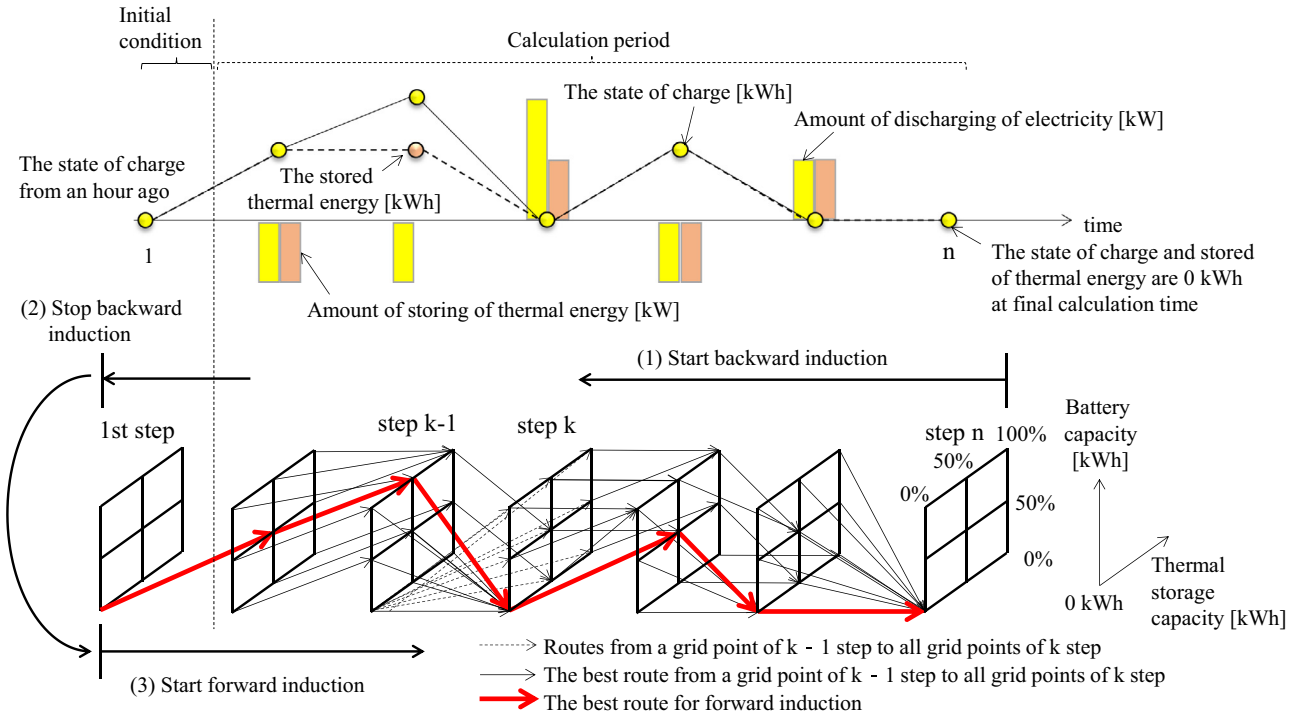 Initial
condition
Calculation period
The state of charge [kWh]
Amount of discharging of electricity [kW]
The state of charge
from an hour ago
The stored
thermal energy [kWh]
time
1
n
The state of charge and stored
of thermal energy are 0 kWh
at final calculation time
Amount of storing of thermal energy [kW]
(2) Stop backward
induction
(1) Start backward induction
1st step
step k-1
step k
step n
100%
50%
0%
50%
0%
Battery
capacity
[kWh]
0 kWh
Thermal
storage
capacity [kWh]
(3) Start forward induction
Routes from a grid point of k - 1 step to all grid points of k step
The best route from a grid point of k - 1 step to all grid points of k step
The best route for forward induction